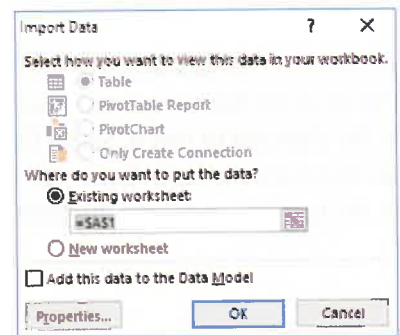 Import Data ? X
Select how you want to view this data in your workbook.
Table
PivotTable Report
PivotChart
Only Create Connection
Where do you want to put the data?
Existing worksheet:
=$A$1
New worksheet
Add this data to the Data Model
Properties... OK Cancel